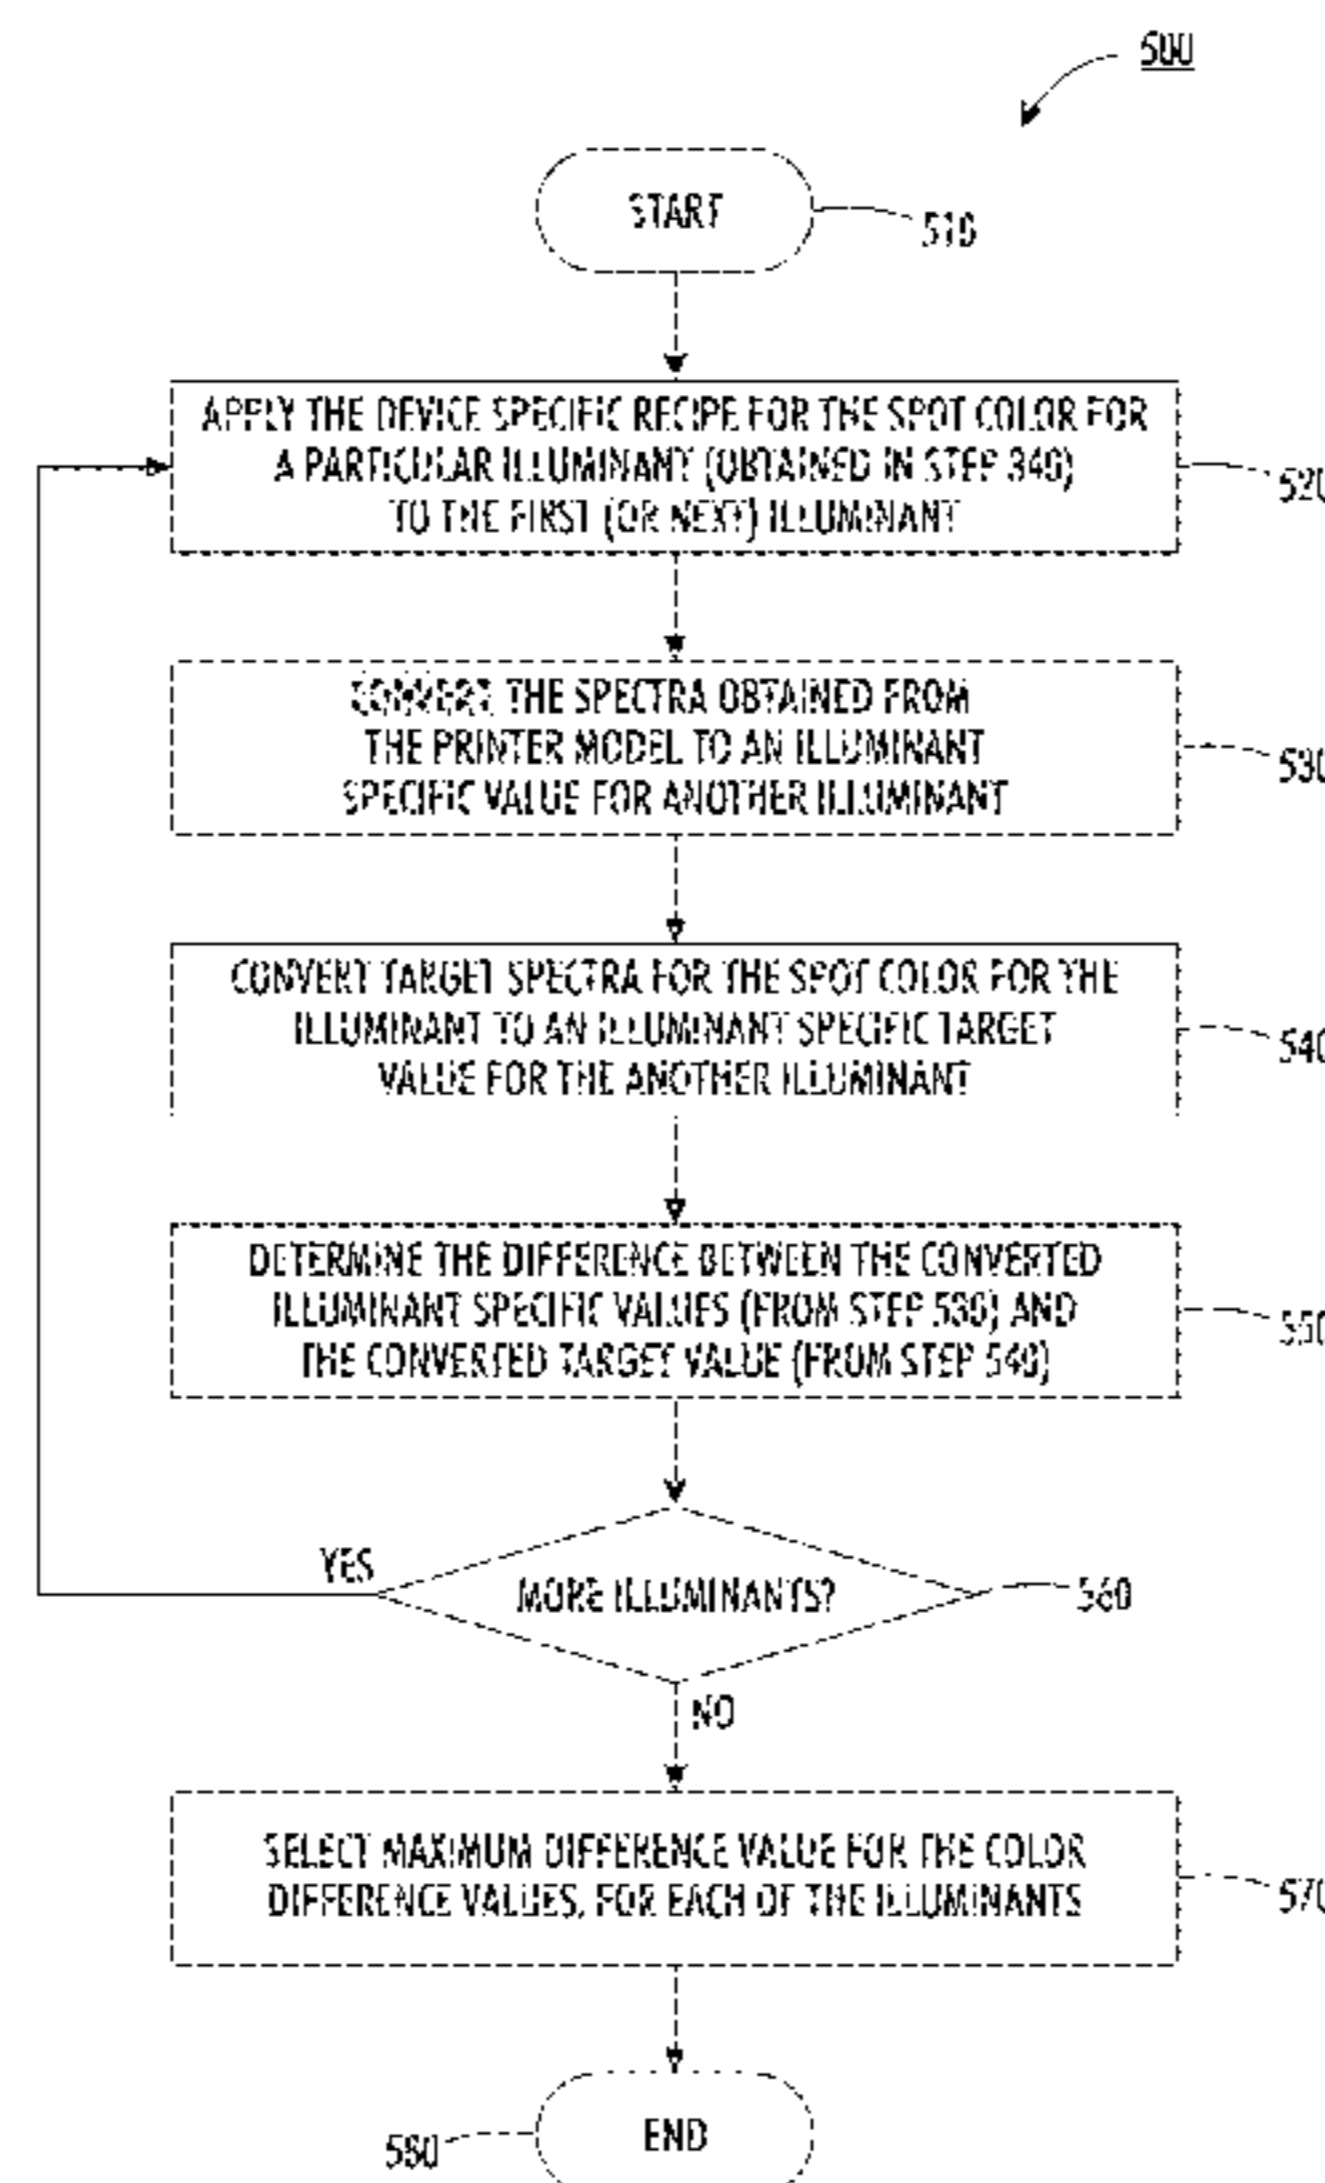 500
START
510
APPLY THE DEVICE SPECIFIC RECIPE FOR THE SPOT COLOR FOR
A PARTICULAR ILLUMINANT (OBTAINED IN STEP 340)
TO THE FIRST (OR NEXT) ILLUMINANT
520
CONVERT THE SPECTRA OBTAINED FROM
THE PRINTER MODEL TO AN ILLUMINANT
SPECIFIC VALUE FOR ANOTHER ILLUMINANT
530
CONVERT TARGET SPECTRA FOR THE SPOT COLOR FOR THE
ILLUMINANT TO AN ILLUMINANT SPECIFIC TARGET
VALUE FOR THE ANOTHER ILLUMINANT
540
DETERMINE THE DIFFERENCE BETWEEN THE CONVERTED
ILLUMINANT SPECIFIC VALUES (FROM STEP 530) AND
THE CONVERTED TARGET VALUE (FROM STEP 540)
550
YES
MORE ILLUMINANTS?
560
NO
SELECT MAXIMUM DIFFERENCE VALUE FOR THE COLOR
DIFFERENCE VALUES, FOR EACH OF THE ILLUMINANTS
570
END
580